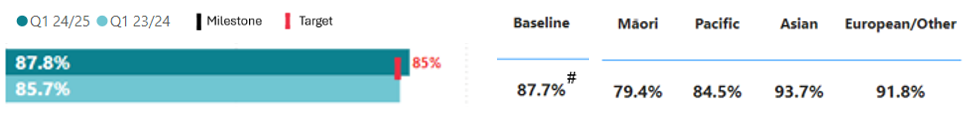 Q1 24/25 Q1 23/24 Milestone Target
Baseline Māori Pacific Asian European/Other
87.8%
85%
85.7%
87.7%# 79.4% 84.5% 93.7% 91.8%